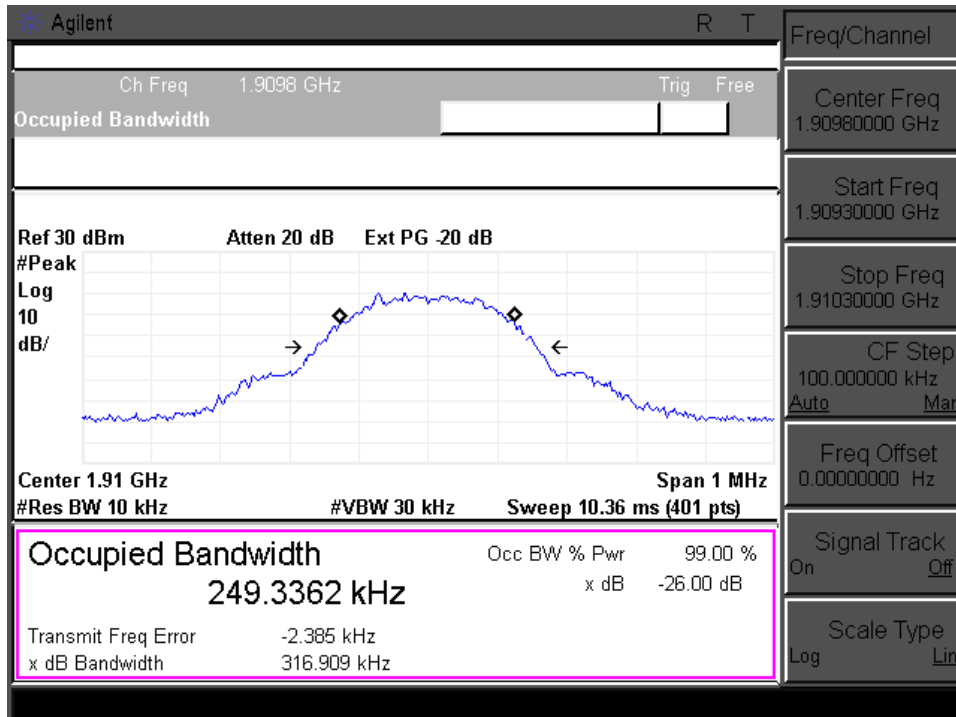 Agilent R T
Ch Freq 1.9098 GHz Trig Free
Occupied Bandwidth
Ref 30 dBm Atten 20 dB Ext PG -20 dB
#Peak
Log
10
dB/
Center 1.91 GHz Span 1 MHz
#Res BW 10 kHz #VBW 30 kHz Sweep 10.36 ms (401 pts)
Occupied Bandwidth Occ BW % Pwr 99.00 %
249.3362 kHz x dB -26.00 dB
Transmit Freq Error -2.385 kHz
x dB Bandwidth 316.909 kHz
Freq/Channel
Center Freq
1.90980000 GHz
Start Freq
1.90930000 GHz
Stop Freq
1.91030000 GHz
CF Step
100.000000 kHz
Auto Man
Freq Offset
0.00000000 Hz
Signal Track
On Off
Scale Type
Log Lin